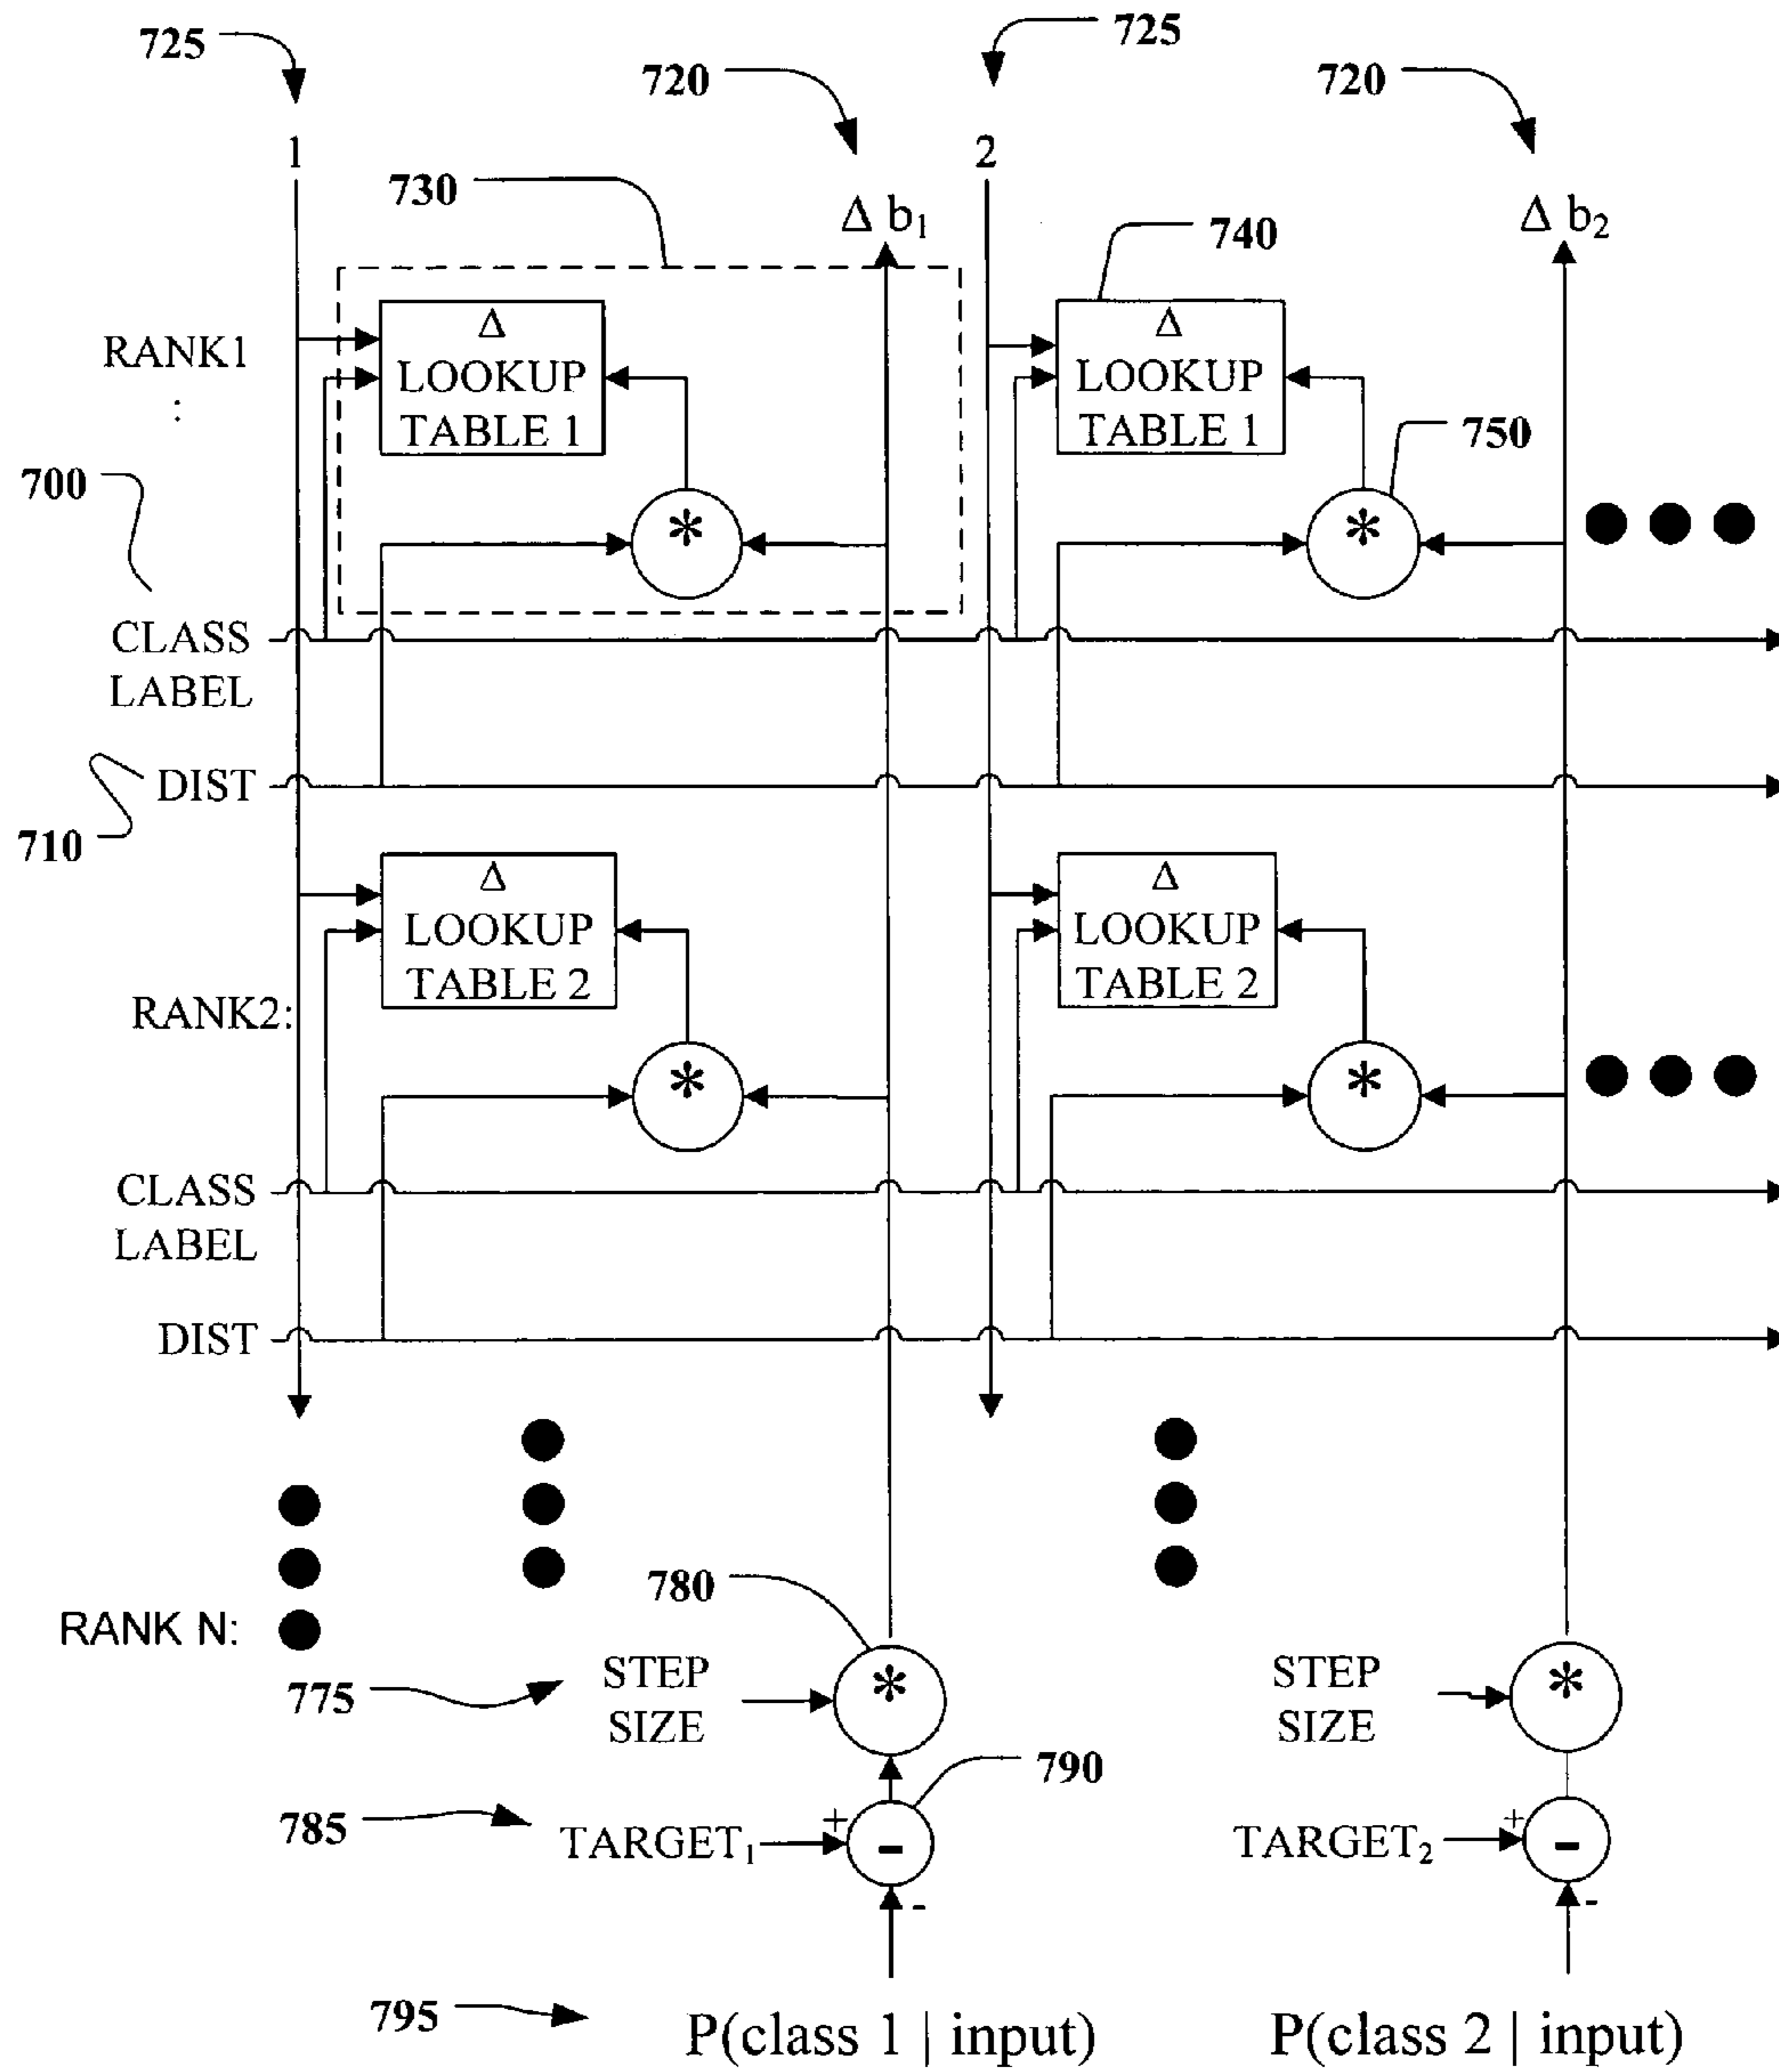 725
725
720
720
1
2
730
Δ b₁
740
Δ b₂
Δ
LOOKUP
TABLE 1
Δ
LOOKUP
TABLE 1
RANK1
:
750
*
*
700
CLASS
LABEL
DIST
710
Δ
LOOKUP
TABLE 2
Δ
LOOKUP
TABLE 2
RANK2:
*
*
CLASS
LABEL
DIST
780
RANK N:
775
STEP
SIZE
*
STEP
SIZE
*
790
785
TARGET₁
+
-
-
TARGET₂
+
-
-
795
P(class 1 | input)
P(class 2 | input)